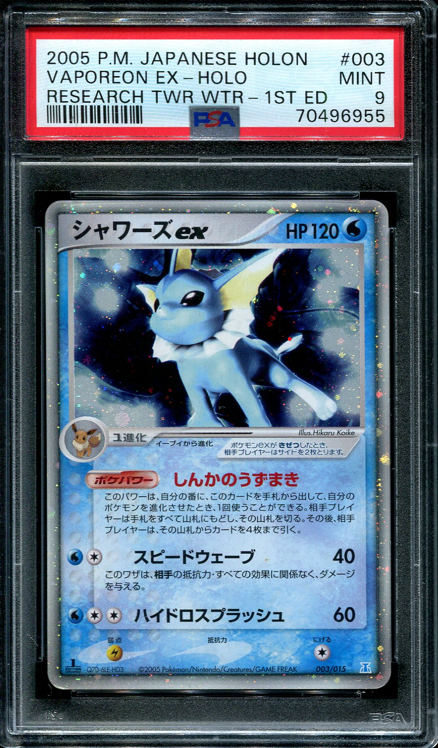 2005 P.M. JAPANESE HOLON #003
VAPOREON EX-HOLO MINT
RESEARCH TWR WTR-1ST ED 9
PSA 70496955
シャワーズex HP120
Illus.Hikaru Koike
1進化 イーブイから進化
ポケモンexがきぜつしたとき、
相手プレイヤーはサイドを2枚とります。
ポケパワー しんかのうずまき
このパワーは、自分の番に、このカードを手札から出して、自分の
ポケモンを進化させたとき、1回使うことができる。相手プレ
イヤーは手札をすべて山札にもどし、その山札を切る。その後、相手
プレイヤーは、その山札からカードを4枚まで引く。
スピードウェーブ 40
このワザは、相手の抵抗力・すべての効果に関係なく、ダメージ
を与える。
ハイドロスプラッシュ 60
弱点 抵抗力 にげる
1
©2005 Pokémon/Nintendo/Creatures/GAME FREAK 003/015
PSA